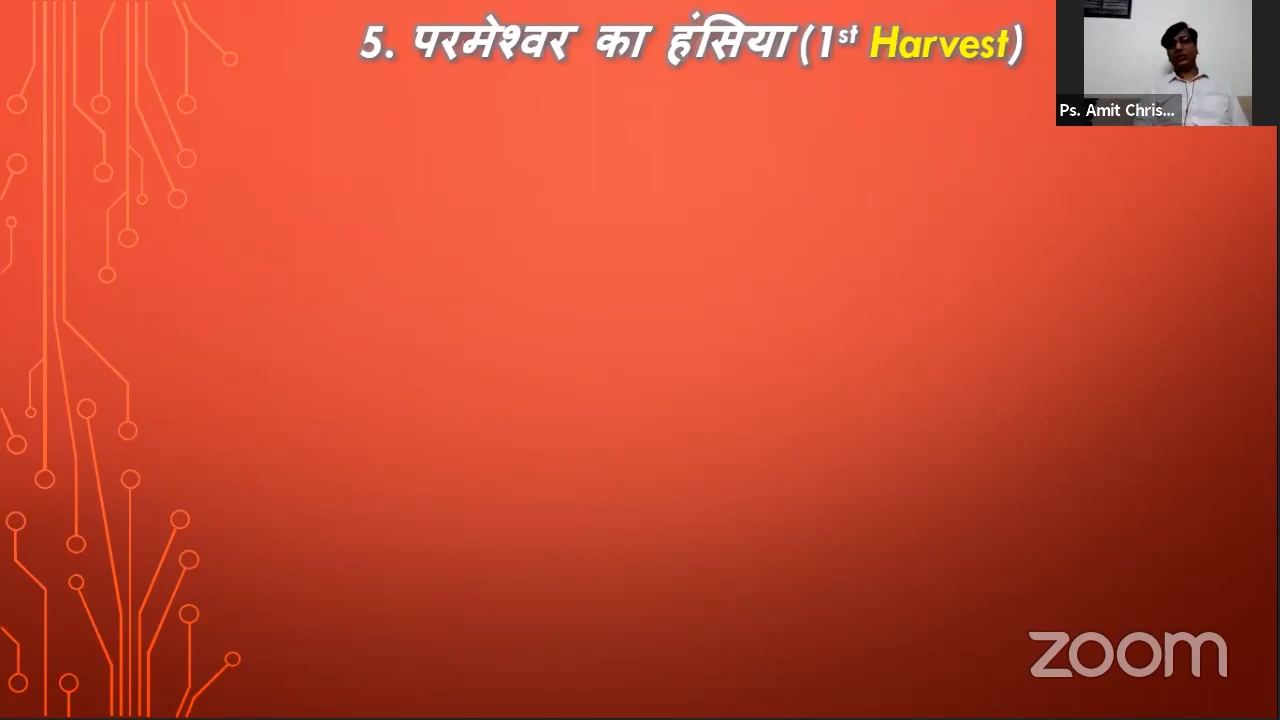 5. परमेश्वर का हंसिया (1st Harvest)
Ps. Amit Chris...
zoom